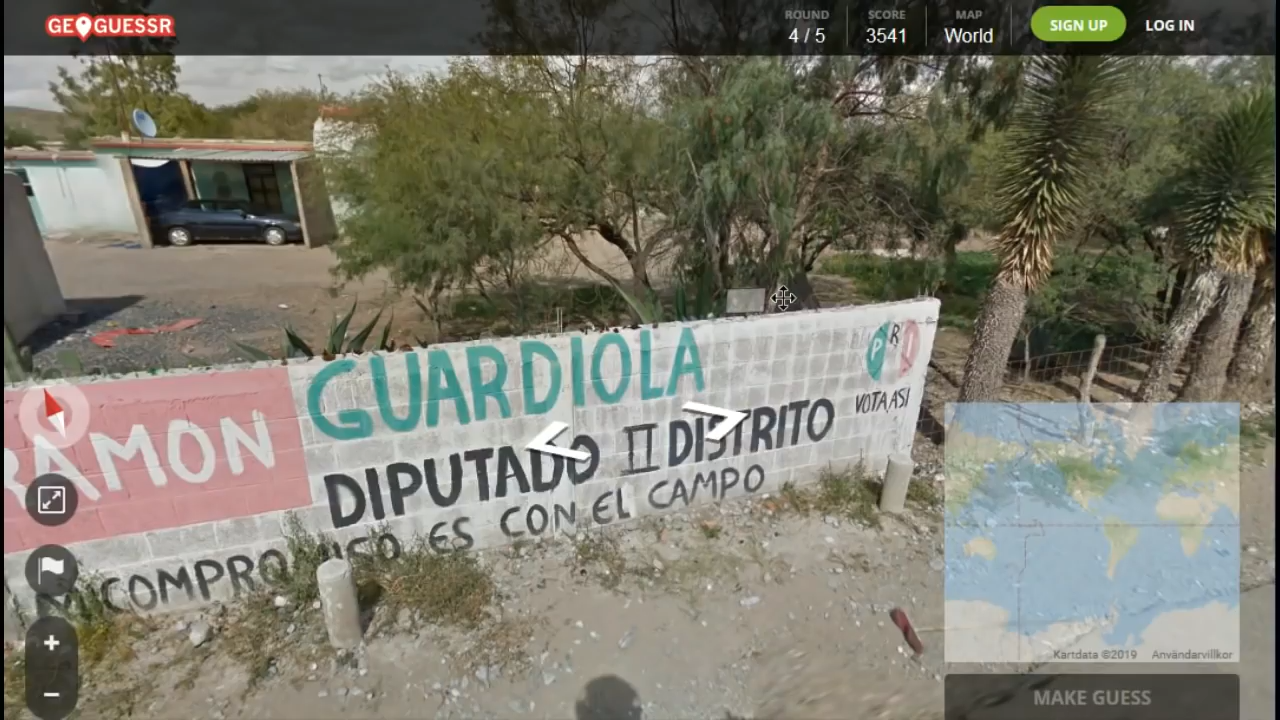 GEOGUESSR
ROUND
4 / 5
SCORE
3541
MAP
World
SIGN UP
LOG IN
RAMON
GUARDIOLA
DIPUTADO II DISTRITO
PRI
VOTA ASI
MI COMPROMISO ES CON EL CAMPO
Kartdata ©2019 Användarvillkor
MAKE GUESS